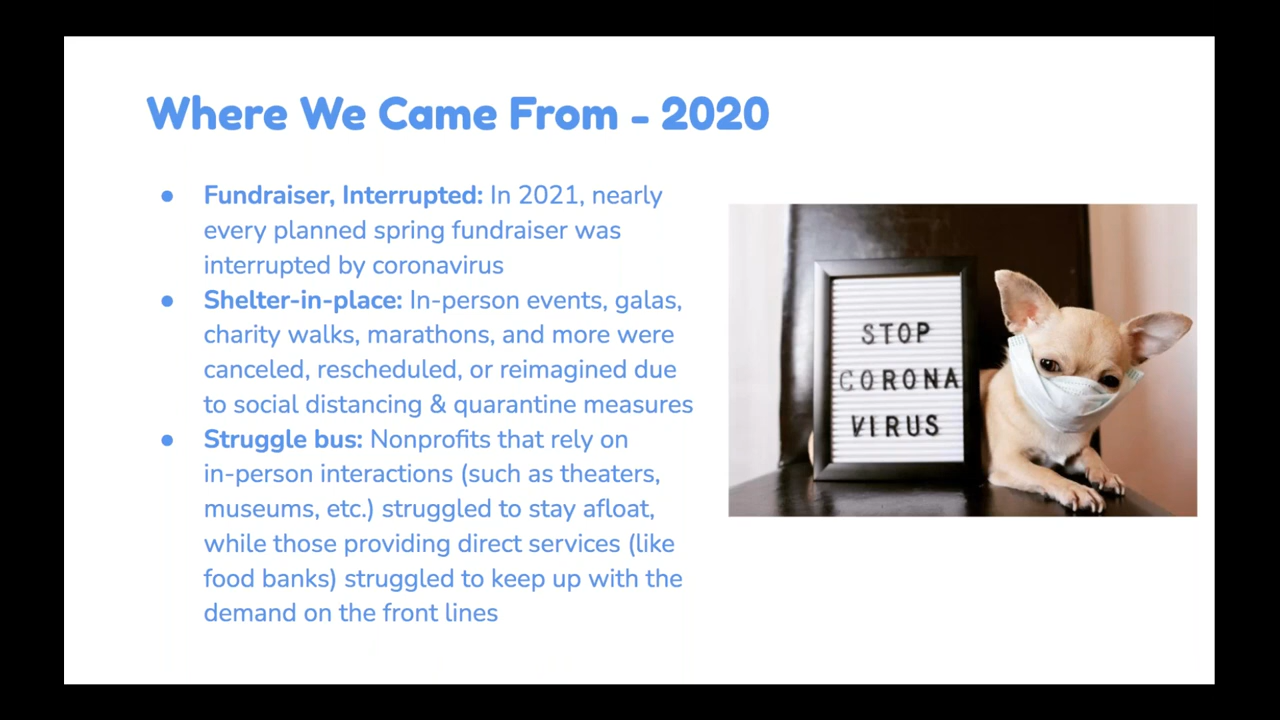 Where We Came From - 2020
● Fundraiser, Interrupted: In 2021, nearly
every planned spring fundraiser was
interrupted by coronavirus
● Shelter-in-place: In-person events, galas,
charity walks, marathons, and more were
canceled, rescheduled, or reimagined due
to social distancing & quarantine measures
● Struggle bus: Nonprofits that rely on
in-person interactions (such as theaters,
museums, etc.) struggled to stay afloat,
while those providing direct services (like
food banks) struggled to keep up with the
demand on the front lines
STOP
CORONA
VIRUS